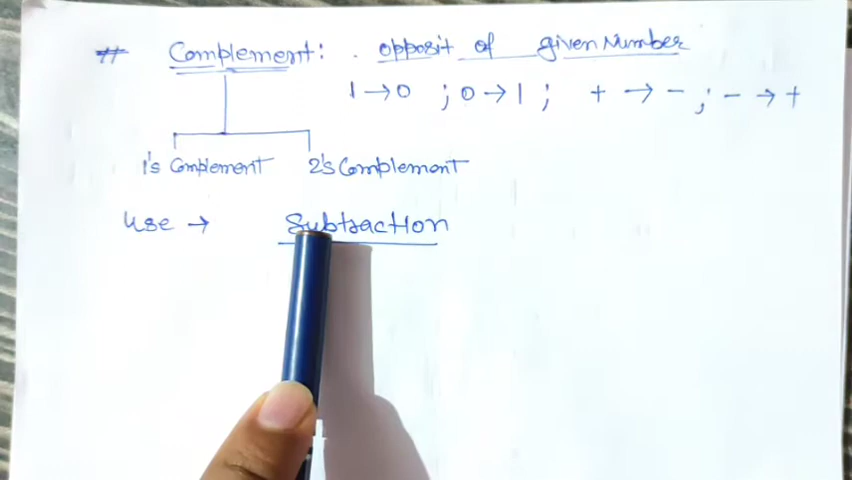 # Complement: . opposit of given Number
1 → 0 ; 0 → 1 ; + → - ; - → +
1's Complement 2's Complement
Use → Subtraction